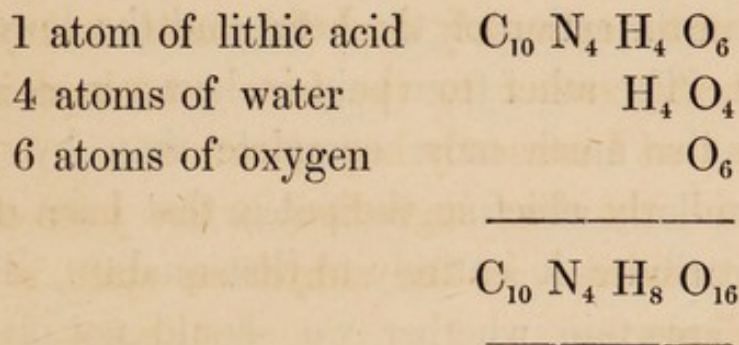 1 atom of lithic acid C₁₀ N₄ H₄ O₆
4 atoms of water H₄ O₄
6 atoms of oxygen O₆
C₁₀ N₄ H₈ O₁₆